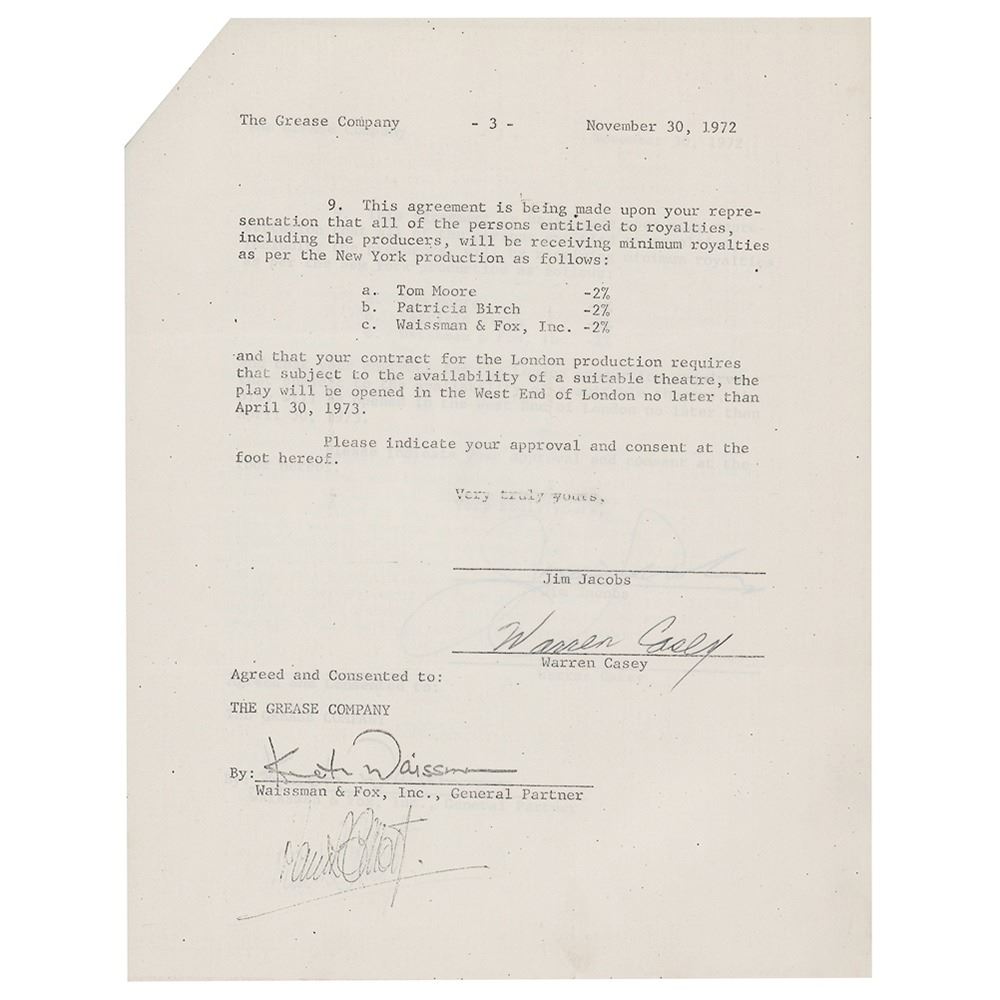 The Grease Company - 3 - November 30, 1972
9. This agreement is being made upon your repre-
sentation that all of the persons entitled to royalties,
including the producers, will be receiving minimum royalties
as per the New York production as follows:
a. Tom Moore -2%
b. Patricia Birch -2%
c. Waissman & Fox, Inc. -2%
and that your contract for the London production requires
that subject to the availability of a suitable theatre, the
play will be opened in the West End of London no later than
April 30, 1973.
Please indicate your approval and consent at the
foot hereof.
Very truly yours,
Jim Jacobs
Warren Casey
Warren Casey
Agreed and Consented to:
THE GREASE COMPANY
By: Waissman
Waissman & Fox, Inc., General Partner